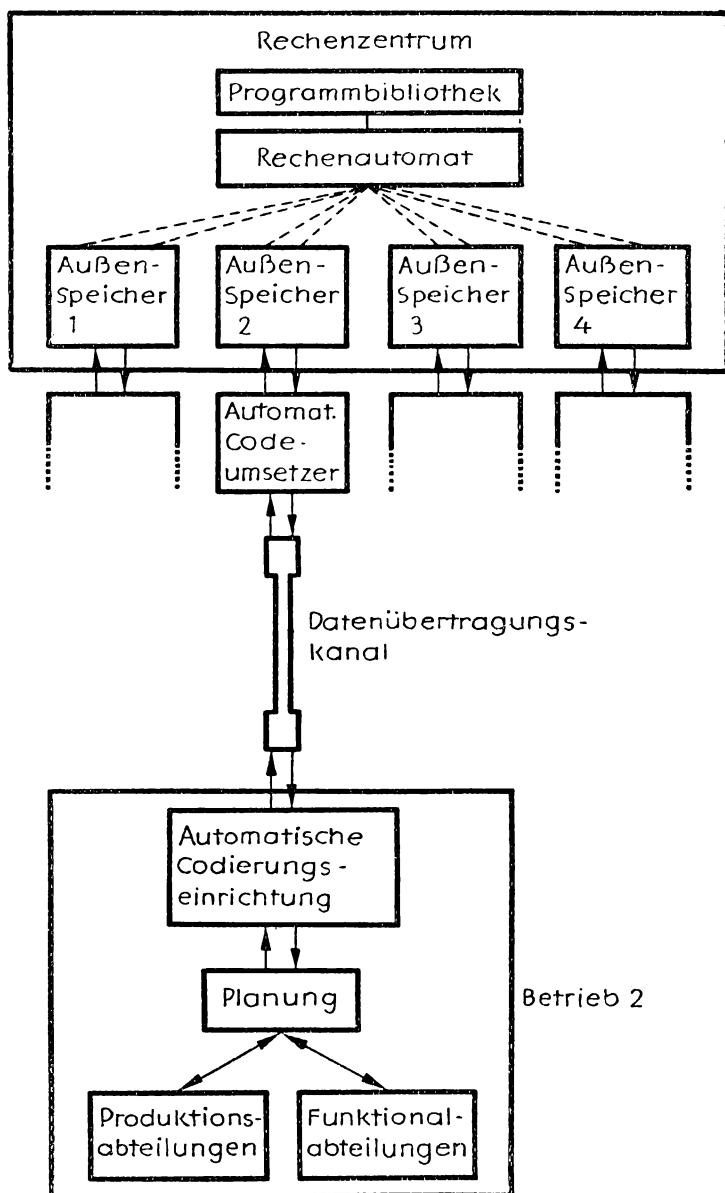 Rechenzentrum
Programmbibliothek
Rechenautomat
Außen-
speicher
1
Außen-
speicher
2
Außen-
speicher
3
Außen-
speicher
4
Automat.
Code-
umsetzer
Datenübertragungs-
kanal
Automatische
Codierungs-
einrichtung
Planung
Betrieb 2
Produktions-
abteilungen
Funktional-
abteilungen